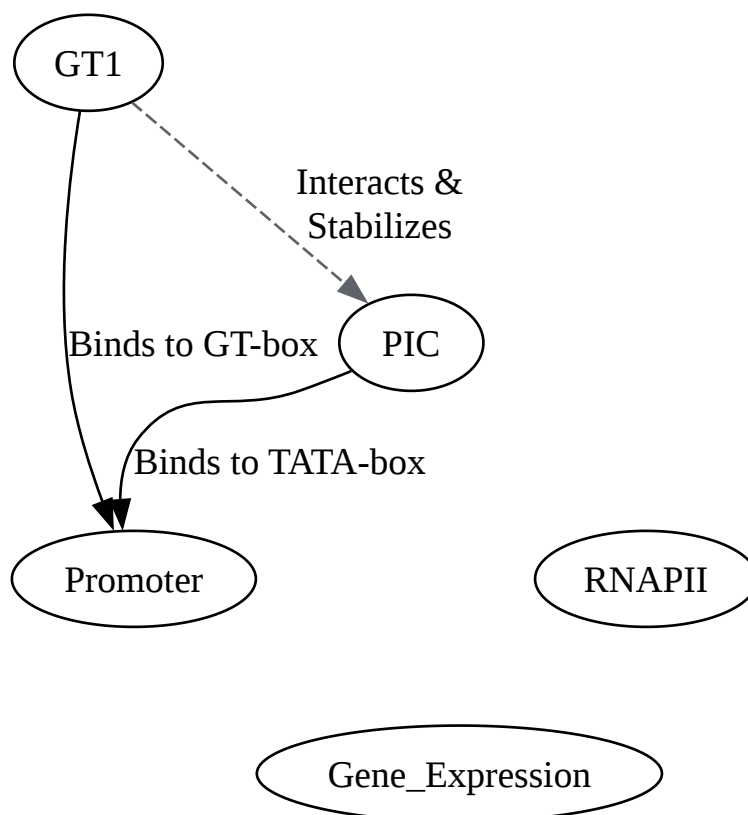 GT1
Interacts &
Stabilizes
Binds to GT-box
PIC
Binds to TATA-box
Promoter
RNAPII
Gene_Expression